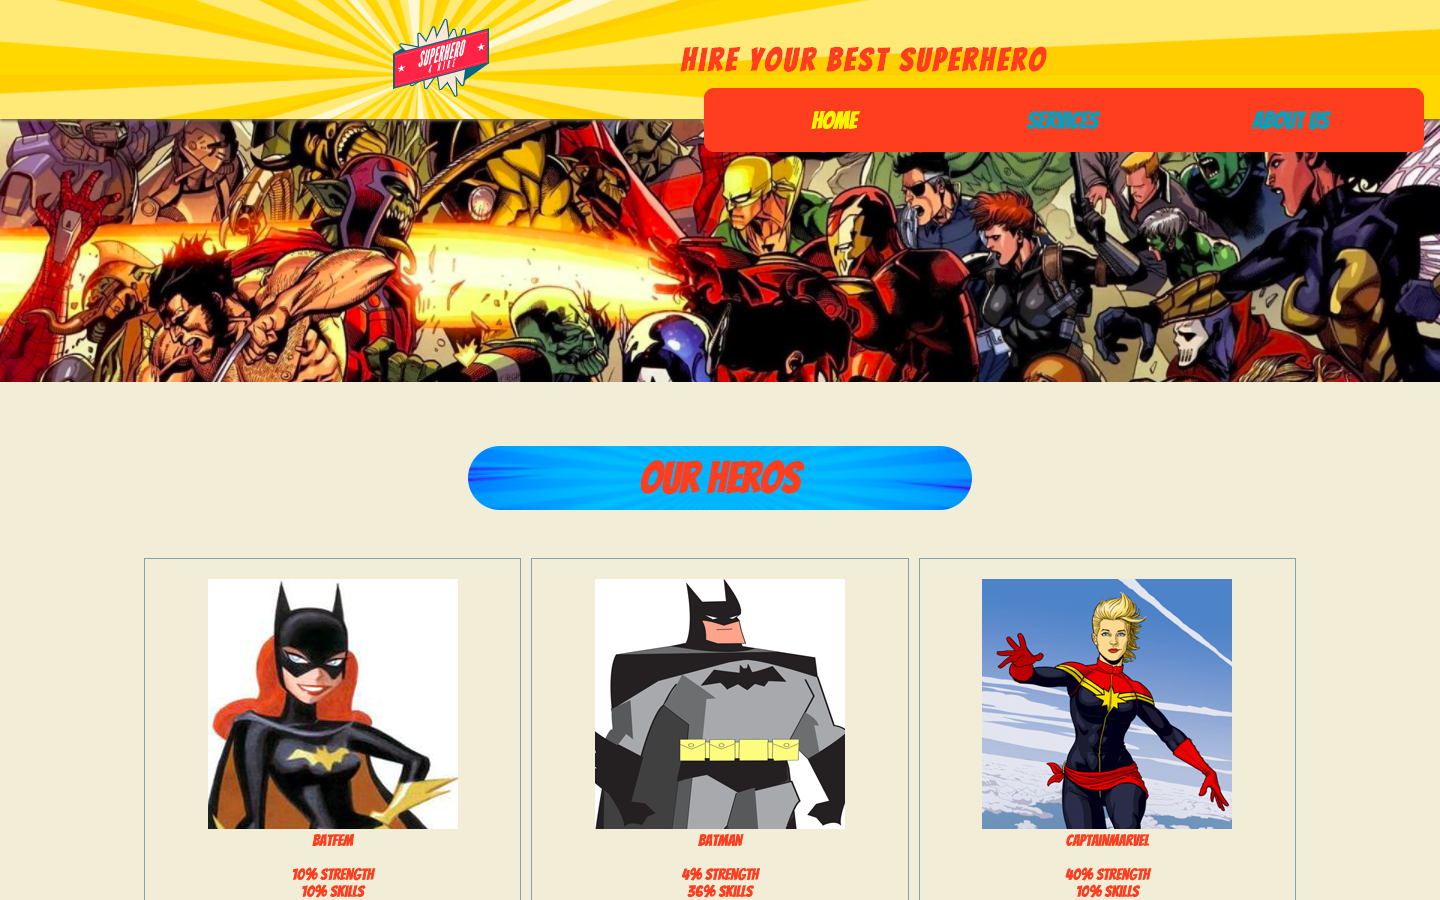 SUPERHERO
4 HIRE
HIRE YOUR BEST SUPERHERO
HOME
SERVICES
ABOUT US
OUR HEROS
BATFEM
10% STRENGTH
10% SKILLS
BATMAN
4% STRENGTH
36% SKILLS
CAPTAINMARVEL
40% STRENGTH
10% SKILLS